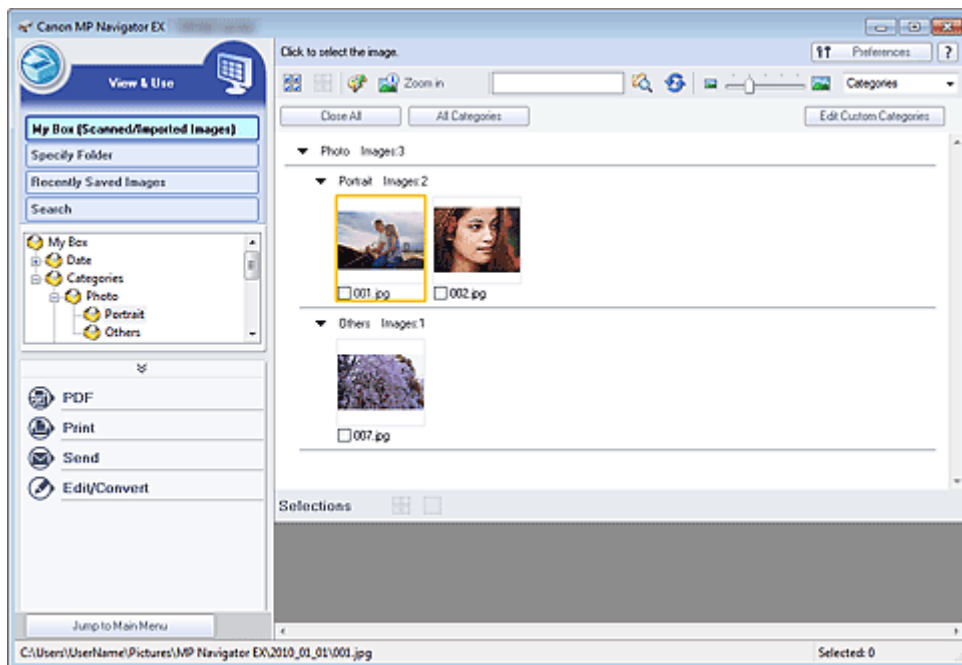 Canon MP Navigator EX
View & Use
My Box (Scanned/Imported Images)
Specify Folder
Recently Saved Images
Search
My Box
Date
Categories
Photo
Portrait
Others
PDF
Print
Send
Edit/Convert
Jump to Main Menu
Click to select the image.
Preferences
?
Zoom in
Categories
Close All
All Categories
Edit Custom Categories
Photo Images:3
Portrait Images:2
001.jpg
002.jpg
Others Images:1
007.jpg
Selections
C:\Users\UserName\Pictures\MP Navigator EX\2010_01_01\001.jpg
Selected: 0